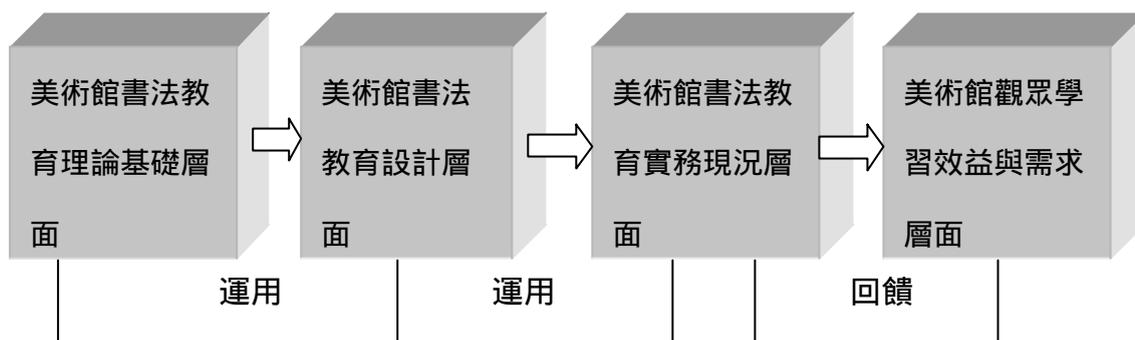 美術館書法教
育理論基礎層
面
美術館書法
教育設計層
面
美術館書法教
育實務現況層
面
美術館觀眾學
習效益與需求
層面
運用
運用
回饋